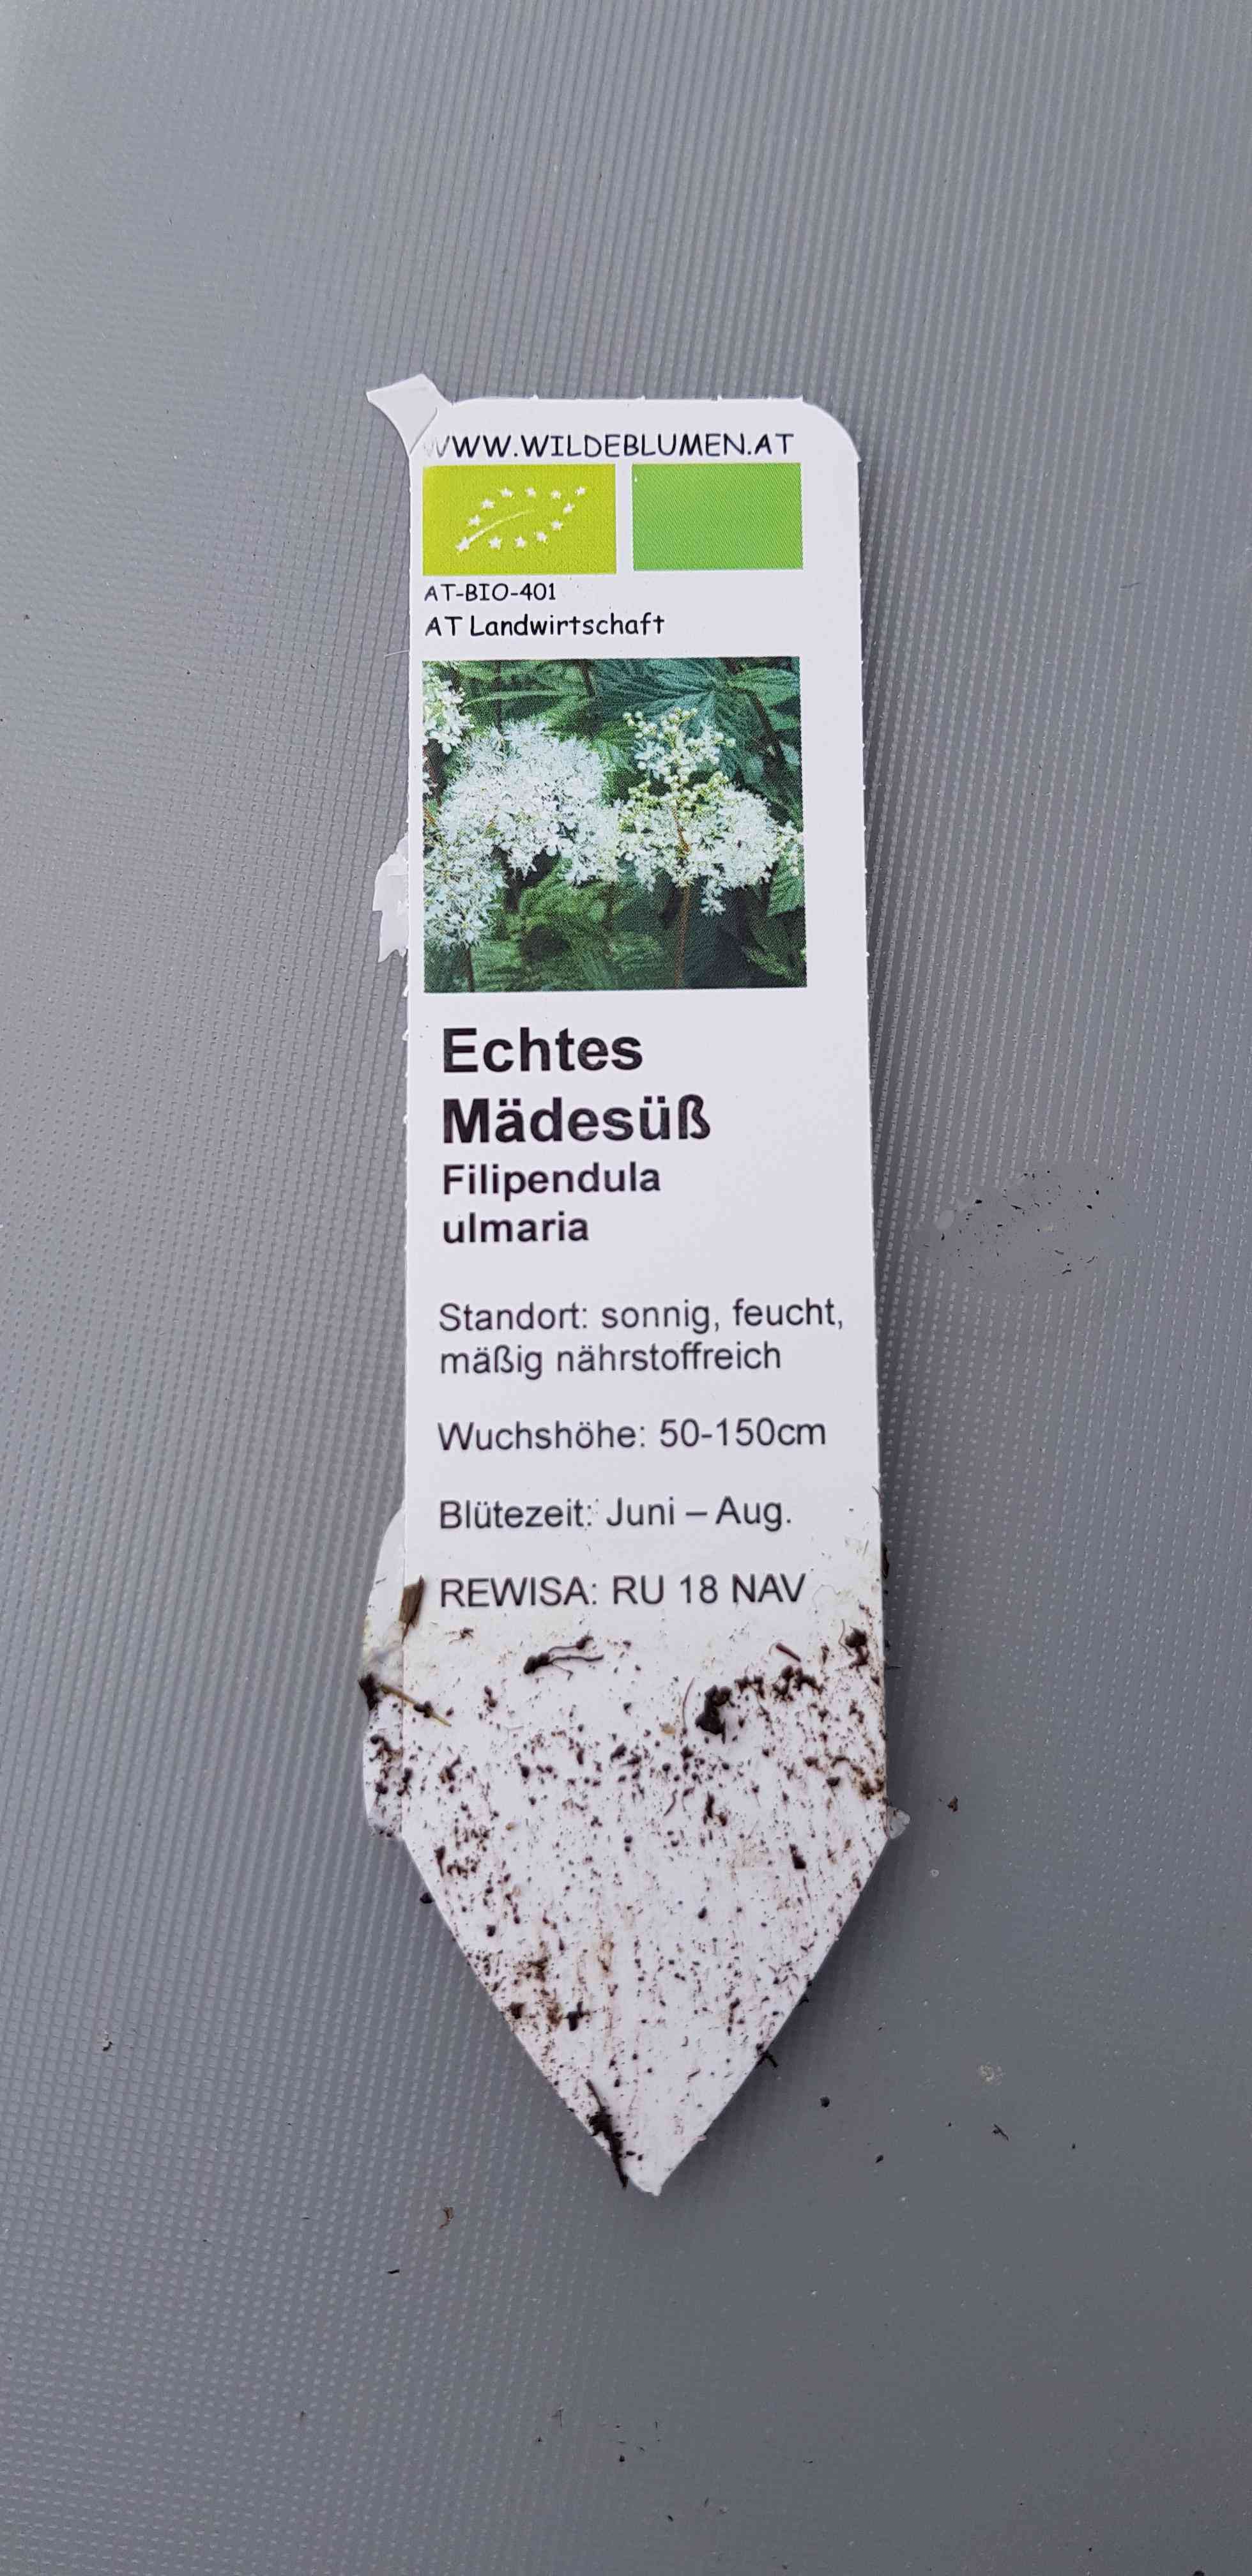 WWW.WILDEBLUMEN.AT
AT-BIO-401
AT Landwirtschaft
Echtes
Mädesüß
Filipendula
ulmaria
Standort: sonnig, feucht,
mäßig nährstoffreich
Wuchshöhe: 50-150cm
Blütezeit: Juni – Aug.
REWISA: RU 18 NAV